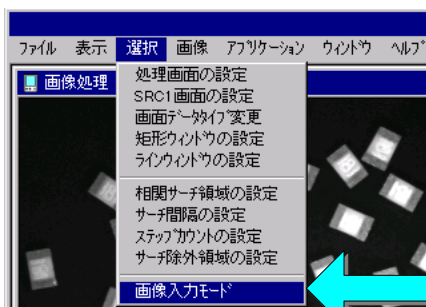 ﾌｧｲﾙ 表示 選択 画像 ｱﾌﾟﾘｹｰｼｮﾝ ｳｨﾝﾄﾞｳ ﾍﾙﾌﾟ
画像処理
処理画面の設定
SRC1画面の設定
画面ﾃﾞｰﾀﾀｲﾌﾟ変更
矩形ｳｨﾝﾄﾞｳの設定
ﾗｲﾝｳｨﾝﾄﾞｳの設定
相関ｻｰﾁ領域の設定
ｻｰﾁ間隔の設定
ｽﾃｯﾌﾟｶｳﾝﾄの設定
ｻｰﾁ除外領域の設定
画像入力ﾓｰﾄﾞ